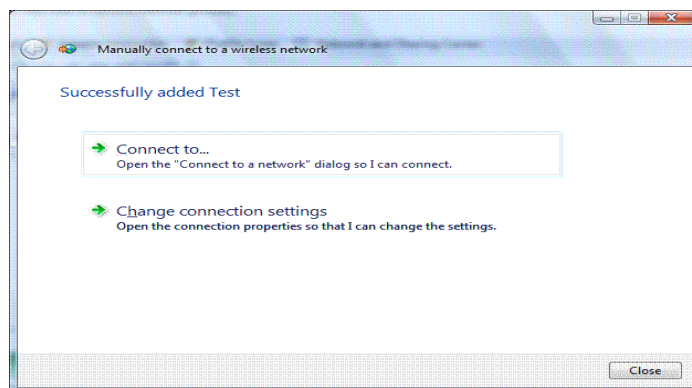 Manually connect to a wireless network
Successfully added Test
Connect to...
Open the "Connect to a network" dialog so I can connect.
Change connection settings
Open the connection properties so that I can change the settings.
Close